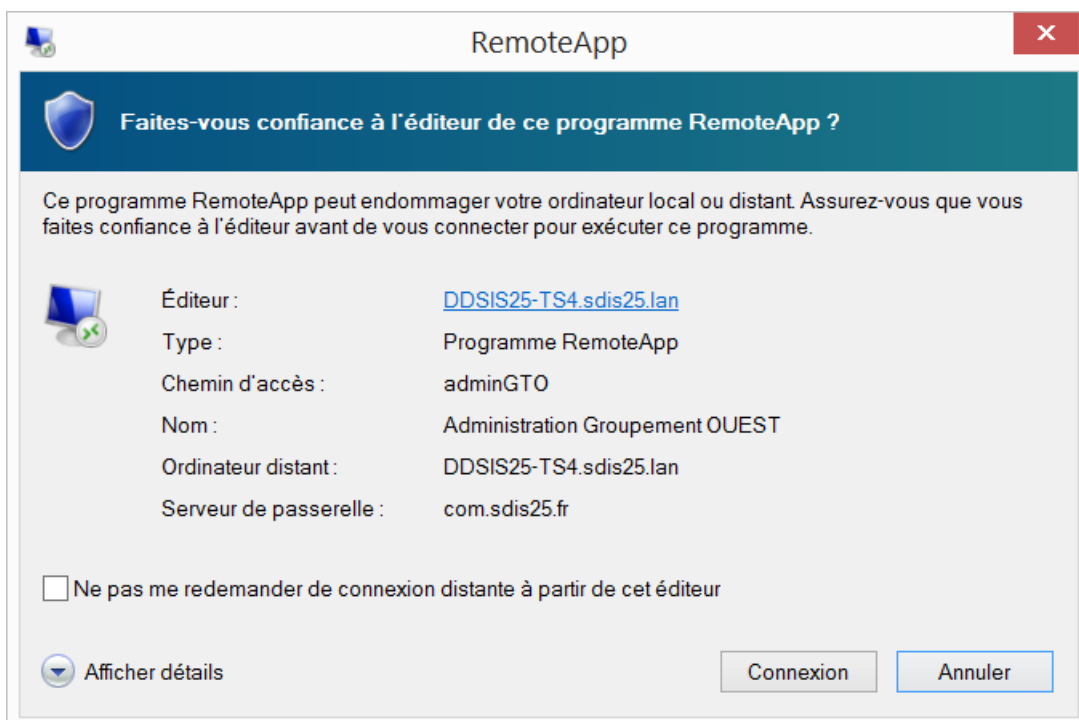 RemoteApp
Faites-vous confiance à l'éditeur de ce programme RemoteApp ?
Ce programme RemoteApp peut endommager votre ordinateur local ou distant. Assurez-vous que vous
faites confiance à l'éditeur avant de vous connecter pour exécuter ce programme.
Éditeur : DDSIS25-TS4.sdis25.lan
Type : Programme RemoteApp
Chemin d'accès : adminGTO
Nom : Administration Groupement OUEST
Ordinateur distant : DDSIS25-TS4.sdis25.lan
Serveur de passerelle : com.sdis25.fr
Ne pas me redemander de connexion distante à partir de cet éditeur
Afficher détails Connexion Annuler